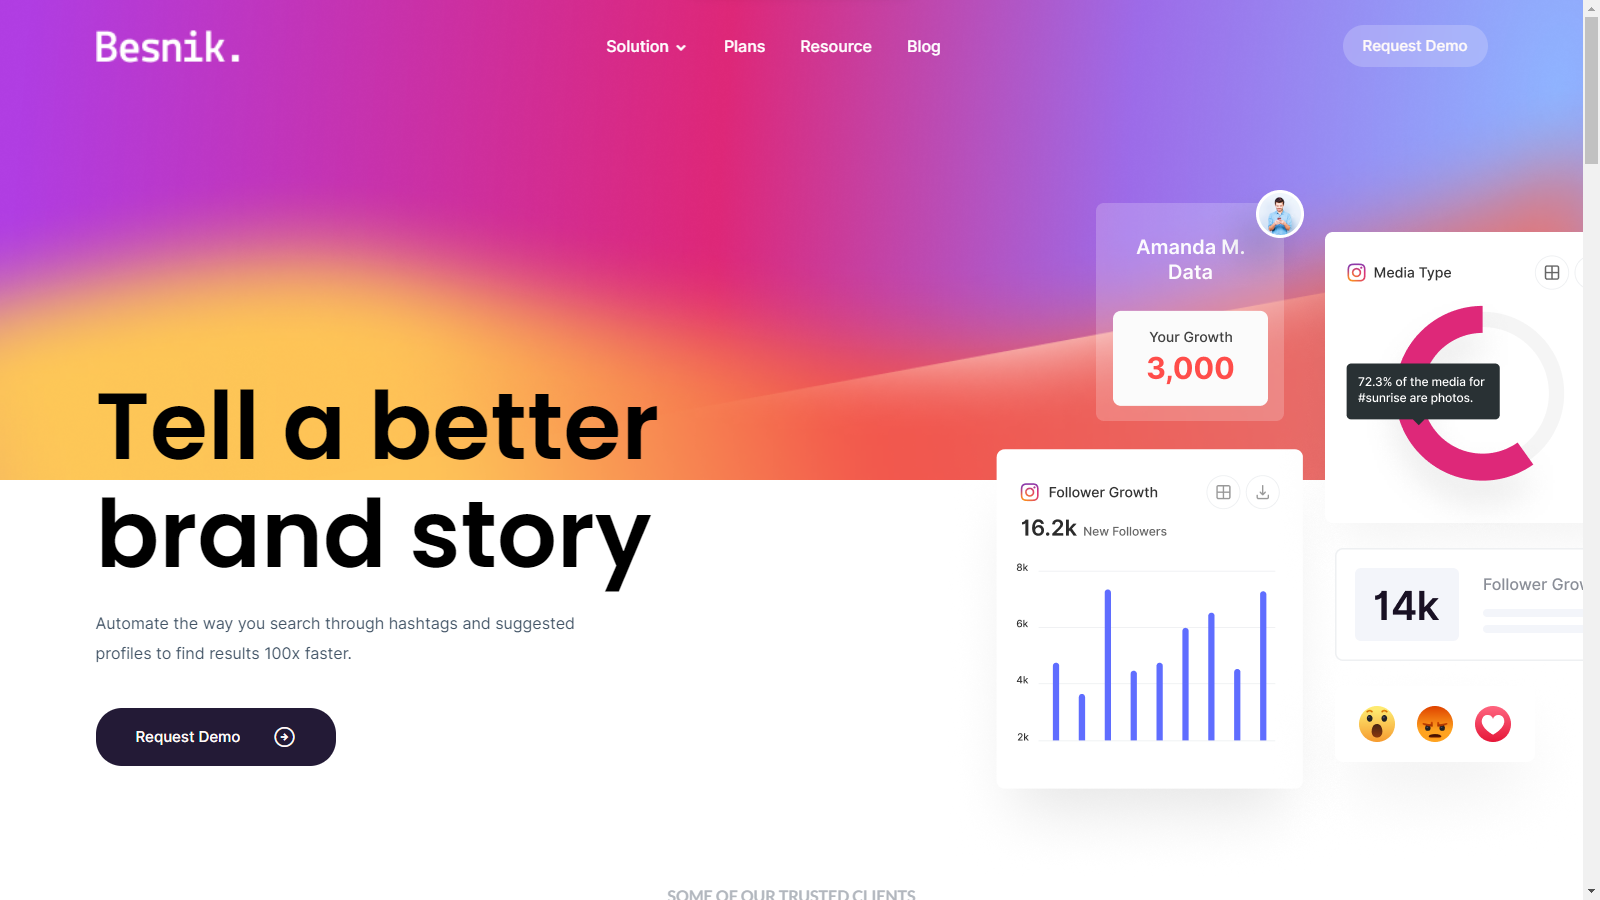 Besnik.
Solution
Plans
Resource
Blog
Request Demo
Amanda M.
Data
Your Growth
3,000
Media Type
72.3% of the media for
#sunrise are photos.
Tell a better
brand story
Automate the way you search through hashtags and suggested
profiles to find results 100x faster.
Request Demo
Follower Growth
16.2k New Followers
8k
6k
4k
2k
14k
Follower Grow
SOME OF OUR TRUSTED CLIENTS